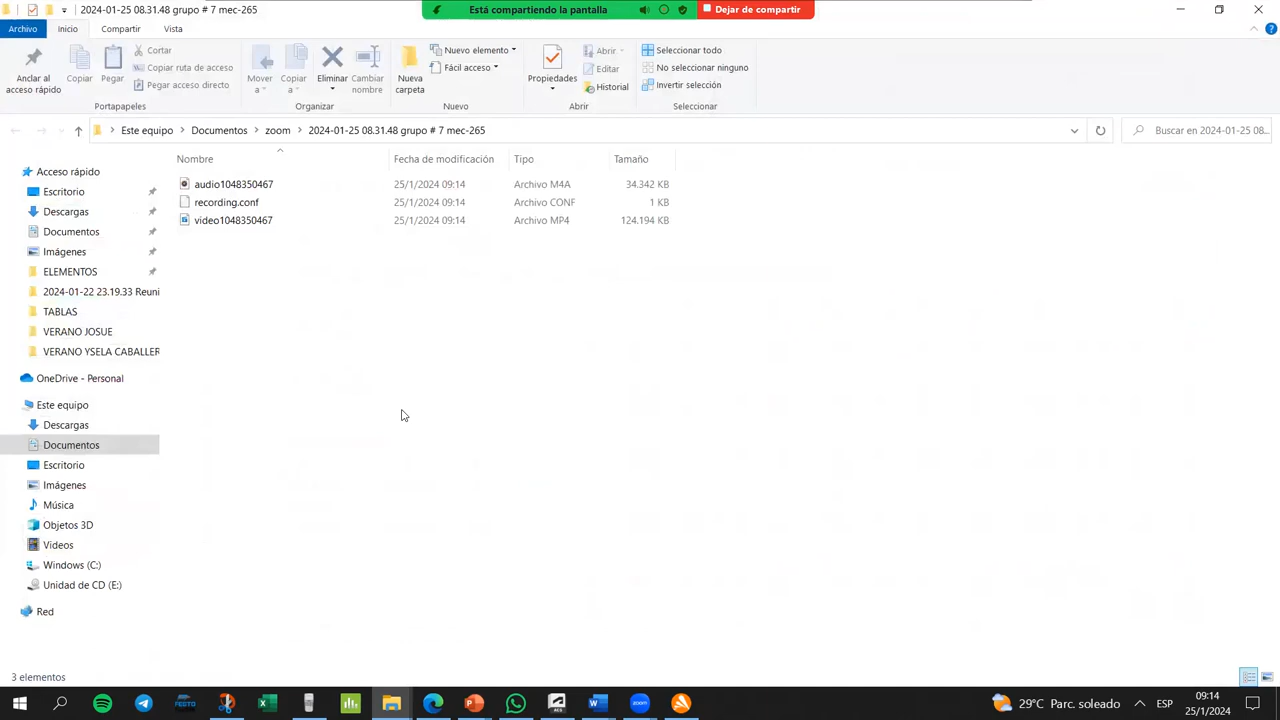 2024-01-25 08.31.48 grupo # 7 mec-265
Está compartiendo la pantalla
Dejar de compartir
Archivo Inicio Compartir Vista
Anclar al acceso rápido
Copiar
Pegar
Cortar
Copiar ruta de acceso
Pegar acceso directo
Portapapeles
Mover a
Copiar a
Eliminar
Cambiar nombre
Organizar
Nueva carpeta
Nuevo elemento
Fácil acceso
Nuevo
Propiedades
Abrir
Editar
Historial
Abrir
Seleccionar todo
No seleccionar ninguno
Invertir selección
Seleccionar
Este equipo Documentos zoom 2024-01-25 08.31.48 grupo # 7 mec-265
Buscar en 2024-01-25 08...
Nombre Fecha de modificación Tipo Tamaño
audio1048350467 25/1/2024 09:14 Archivo M4A 34.342 KB
recording.conf 25/1/2024 09:14 Archivo CONF 1 KB
video1048350467 25/1/2024 09:14 Archivo MP4 124.194 KB
Acceso rápido
Escritorio
Descargas
Documentos
Imágenes
ELEMENTOS
2024-01-22 23.19.33 Reuni
TABLAS
VERANO JOSUE
VERANO YSELA CABALLER
OneDrive - Personal
Este equipo
Descargas
Documentos
Escritorio
Imágenes
Música
Objetos 3D
Videos
Windows (C:)
Unidad de CD (E:)
Red
3 elementos
FESTO
zoom
29°C Parc. soleado
ESP
09:14
25/1/2024